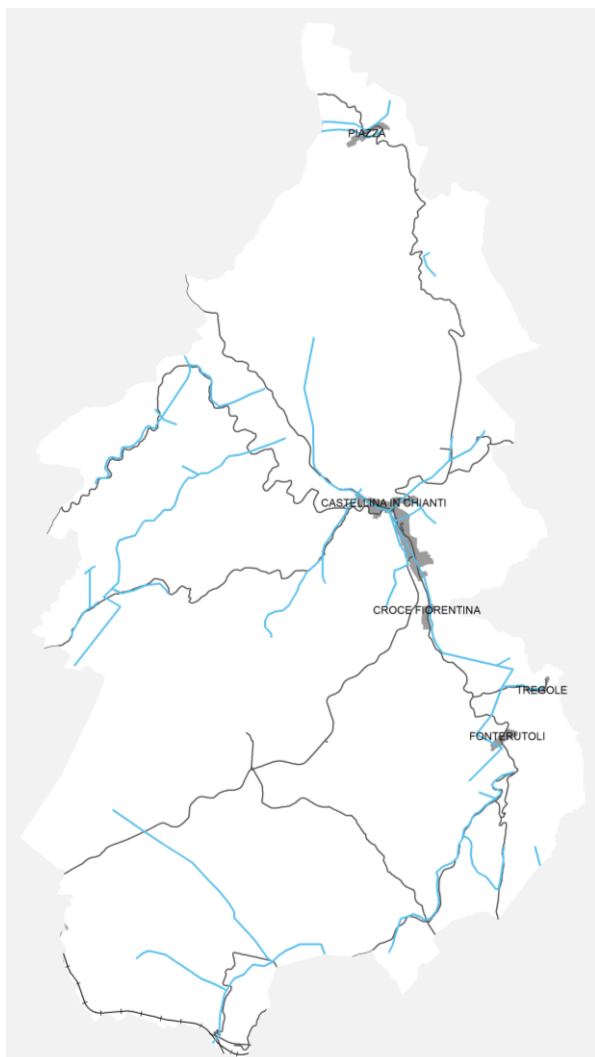 PIAZZA
CASTELLINA IN CHIANTI
CROCE FIORENTINA
TREGOLE
FONTERUTOLI